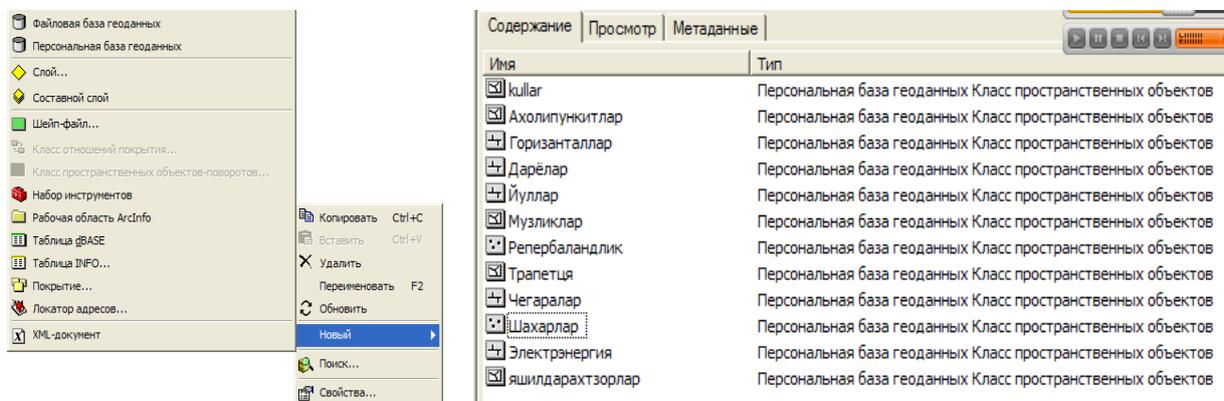 Файловая база геоданных
Персональная база геоданных
Слой...
Составной слой
Шейп-файл...
Класс отношений покрытия...
Класс пространственных объектов-поворотов...
Набор инструментов
Рабочая область ArcInfo
Таблица dBASE
Таблица INFO...
Покрытие...
Локатор адресов...
XML-документ
Копировать Ctrl+C
Вставить Ctrl+V
Удалить
Переименовать F2
Обновить
Новый
Поиск...
Свойства...
Содержание Просмотр Метаданные
Имя Тип
kullar Персональная база геоданных Класс пространственных объектов
Ахолипункитлар Персональная база геоданных Класс пространственных объектов
Горизанталлар Персональная база геоданных Класс пространственных объектов
Дарёлар Персональная база геоданных Класс пространственных объектов
Йуллар Персональная база геоданных Класс пространственных объектов
Музликлар Персональная база геоданных Класс пространственных объектов
Репербаландлик Персональная база геоданных Класс пространственных объектов
Трапетця Персональная база геоданных Класс пространственных объектов
Чегаралар Персональная база геоданных Класс пространственных объектов
Шахарлар Персональная база геоданных Класс пространственных объектов
Электрэнергия Персональная база геоданных Класс пространственных объектов
яшилдарахтзорлар Персональная база геоданных Класс пространственных объектов